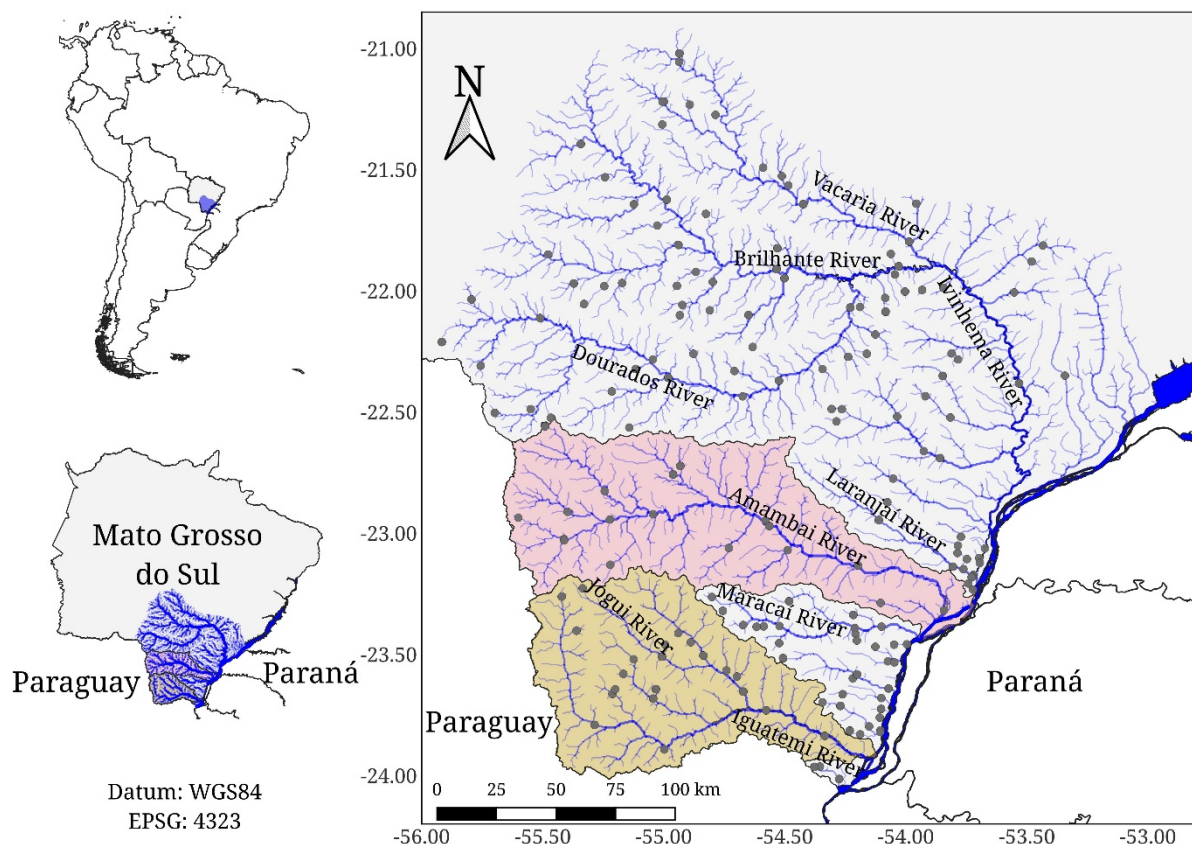 Mato Grosso
do Sul
Paraguay
Paraná
Datum: WGS84
EPSG: 4323
-21.00
-21.50
-22.00
-22.50
-23.00
-23.50
-24.00
N
Vacaria River
Brilhante River
Ivinhema River
Dourados River
Laranjaí River
Amambai River
Maracai River
Jogui River
Iguatemi River
Paraguay
Paraná
0 25 50 75 100 km
-56.00 -55.50 -55.00 -54.50 -54.00 -53.50 -53.00